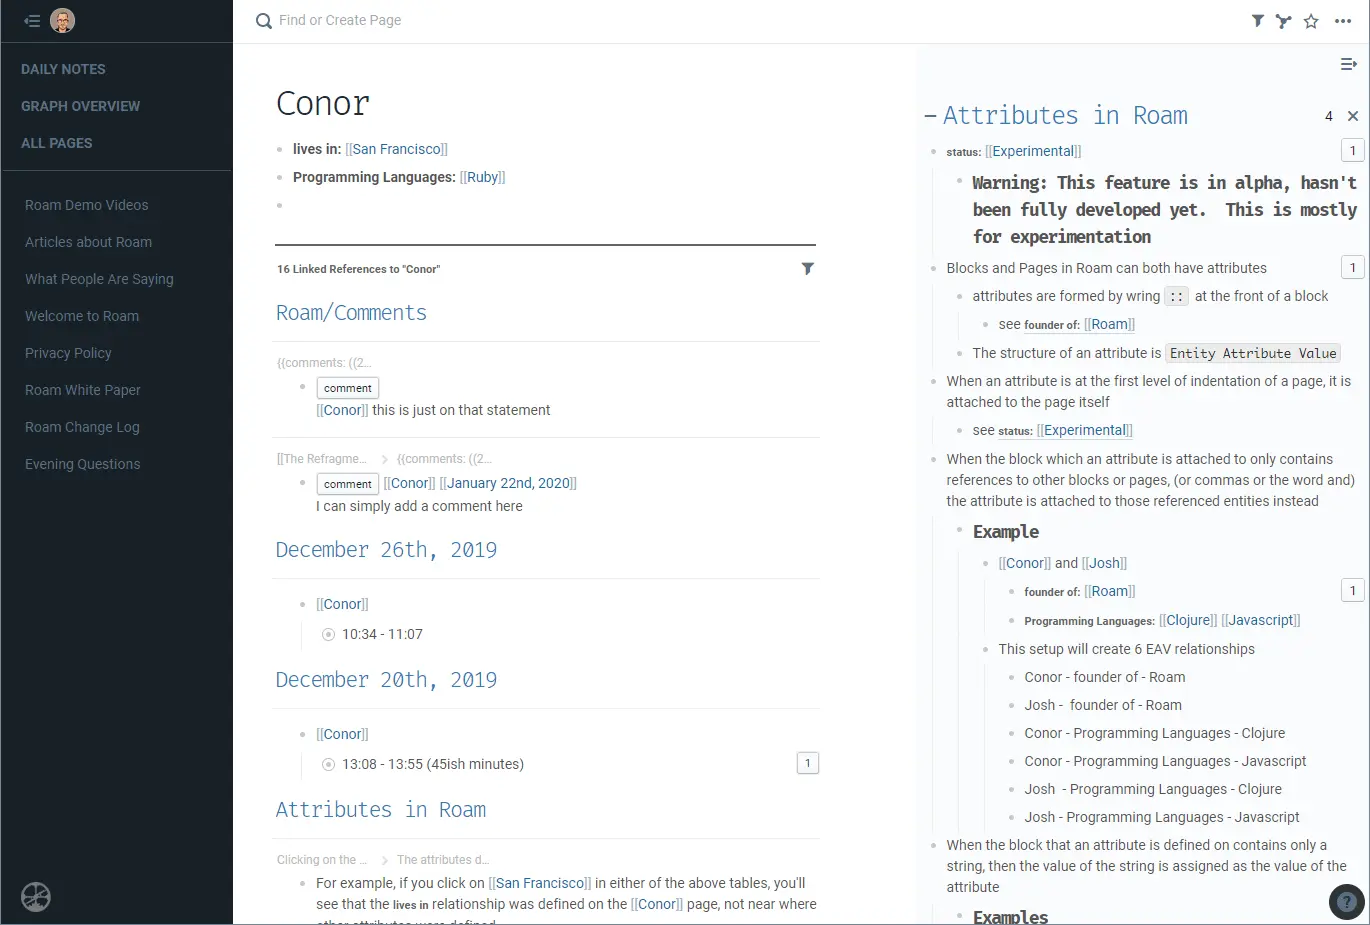 Find or Create Page
DAILY NOTES
GRAPH OVERVIEW
ALL PAGES
Roam Demo Videos
Articles about Roam
What People Are Saying
Welcome to Roam
Privacy Policy
Roam White Paper
Roam Change Log
Evening Questions
Conor
lives in: [[San Francisco]]
Programming Languages: [[Ruby]]
16 Linked References to "Conor"
Roam/Comments
{{comments: ((2...
comment
[[Conor]] this is just on that statement
[[The Refragme... > {{comments: ((2...
comment [[Conor]] [[January 22nd, 2020]]
I can simply add a comment here
December 26th, 2019
[[Conor]]
10:34 - 11:07
December 20th, 2019
[[Conor]]
13:08 - 13:55 (45ish minutes) 1
Attributes in Roam
Clicking on the ... > The attributes d...
For example, if you click on [[San Francisco]] in either of the above tables, you'll
see that the lives in relationship was defined on the [[Conor]] page, not near where
other attributes were defined
Attributes in Roam 4
status: [[Experimental]] 1
Warning: This feature is in alpha, hasn't
been fully developed yet. This is mostly
for experimentation
Blocks and Pages in Roam can both have attributes 1
attributes are formed by wring :: at the front of a block
see founder of: [[Roam]]
The structure of an attribute is Entity Attribute Value
When an attribute is at the first level of indentation of a page, it is
attached to the page itself
see status: [[Experimental]]
When the block which an attribute is attached to only contains
references to other blocks or pages, (or commas or the word and)
the attribute is attached to those referenced entities instead
Example
[[Conor]] and [[Josh]]
founder of: [[Roam]] 1
Programming Languages: [[Clojure]] [[Javascript]]
This setup will create 6 EAV relationships
Conor - founder of - Roam
Josh - founder of - Roam
Conor - Programming Languages - Clojure
Conor - Programming Languages - Javascript
Josh - Programming Languages - Clojure
Josh - Programming Languages - Javascript
When the block that an attribute is defined on contains only a
string, then the value of the string is assigned as the value of the
attribute
Examples
?